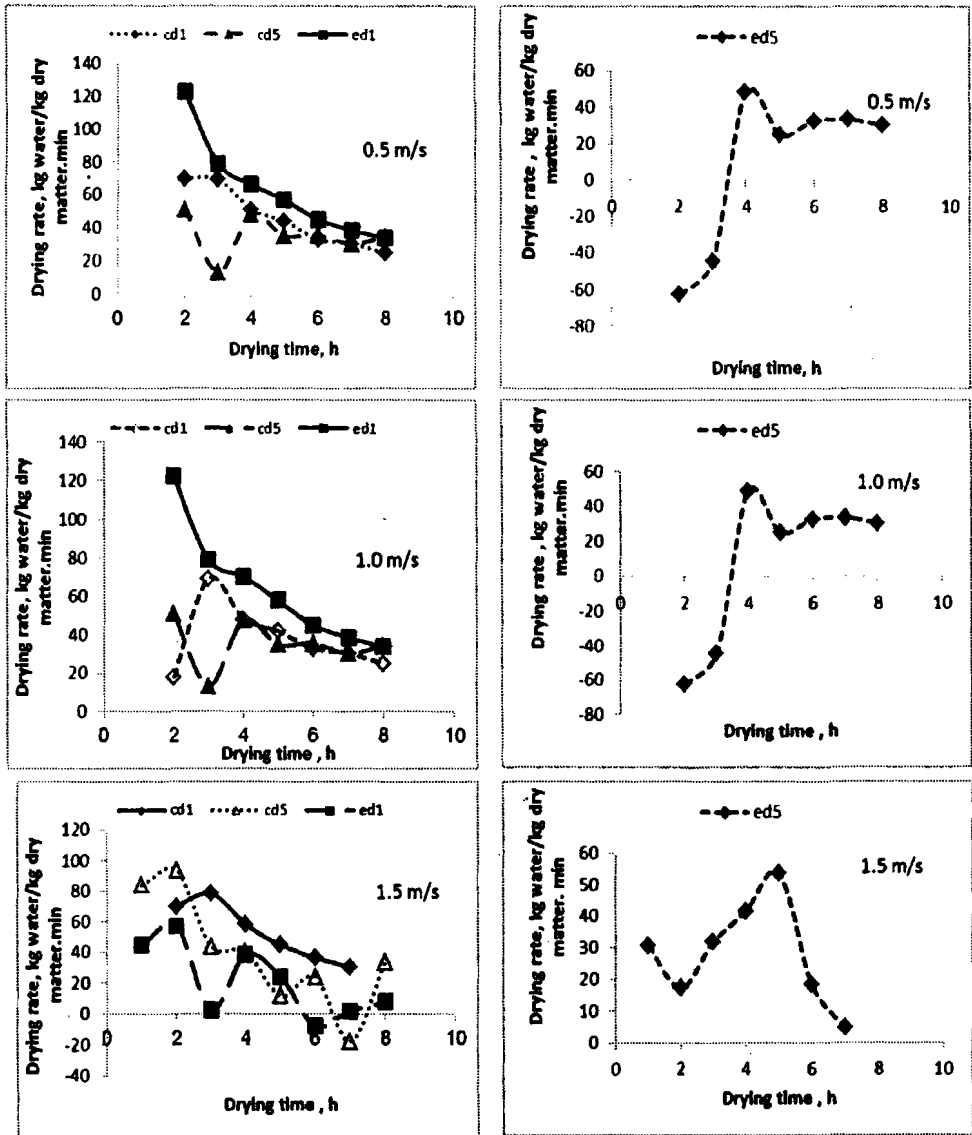 cd1 cd5 ed1
Drying rate, kg water/kg dry
matter.min
140
120
100
80
60
40
20
0
0.5 m/s
0 2 4 6 8 10
Drying time, h
ed5
Drying rate , kg water/kg dry
matter.min
60
40
20
0
-20
-40
-60
-80
0.5 m/s
0 2 4 6 8 10
Drying time, h
cd1 cd5 ed1
Drying rate, kg water/kg dry
matter.min
140
120
100
80
60
40
20
0
1.0 m/s
0 2 4 6 8 10
Drying time , h
ed5
Drying rate , kg water/kg dry
matter.min
60
40
20
0
-20
-40
-60
-80
1.0 m/s
0 2 4 6 8 10
Drying time , h
cd1 cd5 ed1
Drying rate, kg water/kg dry
matter.min
120
100
80
60
40
20
0
-20
-40
1.5 m/s
0 2 4 6 8 10
Drying time , h
ed5
Drying rate, kg water/kg dry
matter. min
60
50
40
30
20
10
0
1.5 m/s
0 2 4 6 8 10
Drying time , h